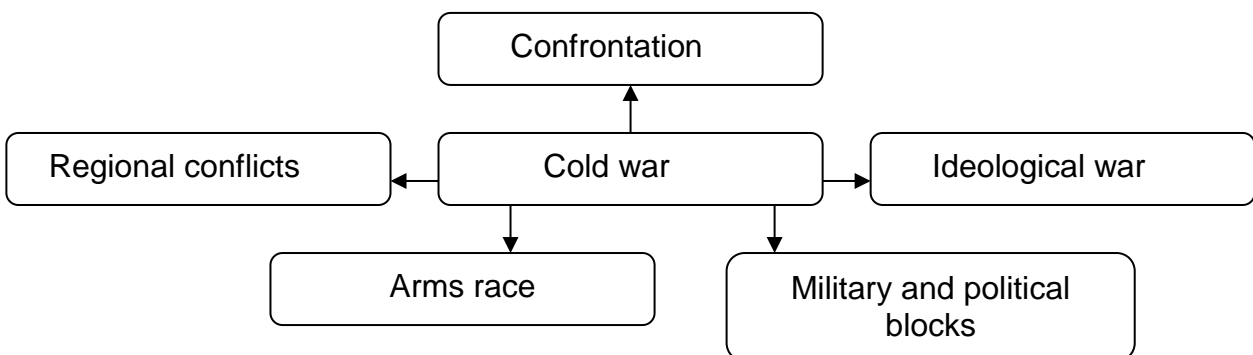 Confrontation
Regional conflicts
Cold war
Ideological war
Arms race
Military and political
blocks